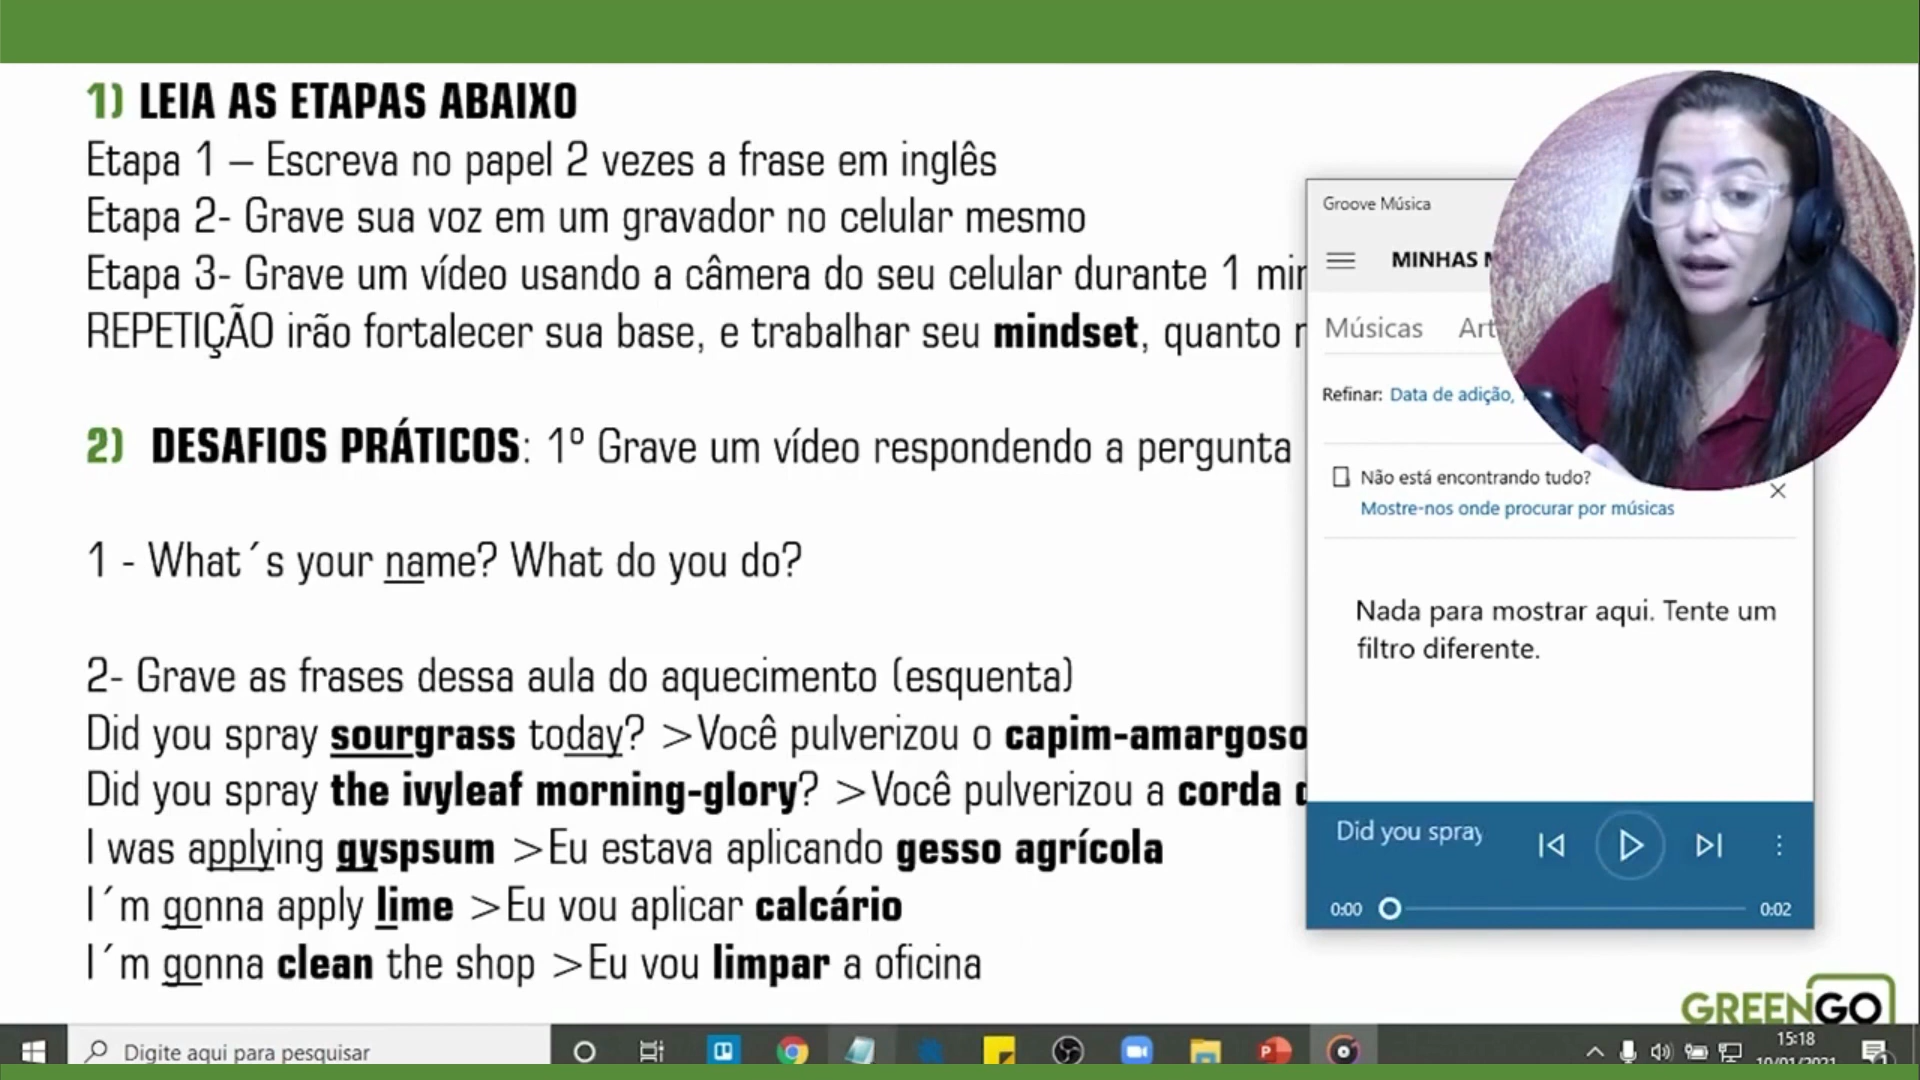 1) LEIA AS ETAPAS ABAIXO
Etapa 1 – Escreva no papel 2 vezes a frase em inglês
Etapa 2- Grave sua voz em um gravador no celular mesmo
Etapa 3- Grave um vídeo usando a câmera do seu celular durante 1
REPETIÇÃO irão fortalecer sua base, e trabalhar seu mindset, quanto
2) DESAFIOS PRÁTICOS: 1º Grave um vídeo respondendo a pergunta
1 - What´s your name? What do you do?
2- Grave as frases dessa aula do aquecimento (esquenta)
Did you spray sourgrass today? >Você pulverizou o capim-amargoso
Did you spray the ivyleaf morning-glory? >Você pulverizou a corda
I was applying gyspsum >Eu estava aplicando gesso agrícola
I´m gonna apply lime >Eu vou aplicar calcário
I´m gonna clean the shop >Eu vou limpar a oficina
Groove Música
MINHAS
Músicas
Refinar: Data de adição,
Não está encontrando tudo?
Mostre-nos onde procurar por músicas
Nada para mostrar aqui. Tente um
filtro diferente.
Did you spray
0:00
0:02
GREENGO
Digite aqui para pesquisar
15:18
10/01/2021